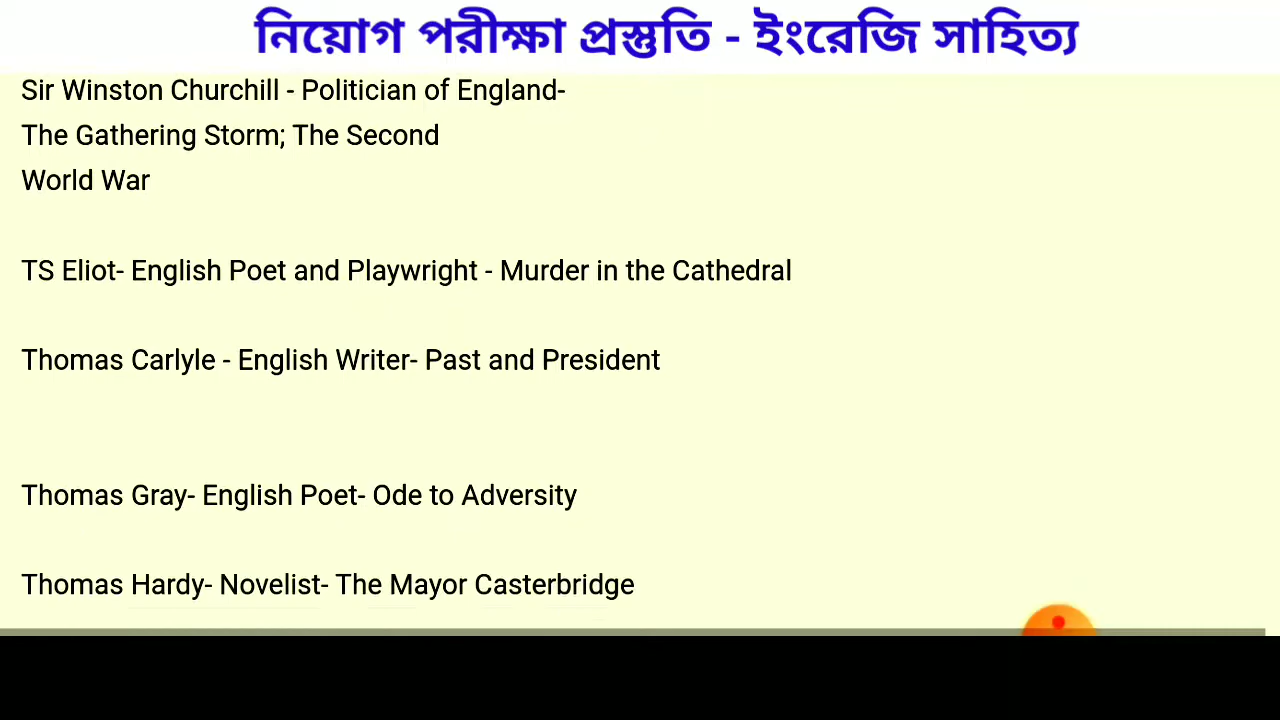 নিয়োগ পরীক্ষা প্রস্তুতি - ইংরেজি সাহিত্য
Sir Winston Churchill - Politician of England-
The Gathering Storm; The Second
World War
TS Eliot- English Poet and Playwright - Murder in the Cathedral
Thomas Carlyle - English Writer- Past and President
Thomas Gray- English Poet- Ode to Adversity
Thomas Hardy- Novelist- The Mayor Casterbridge